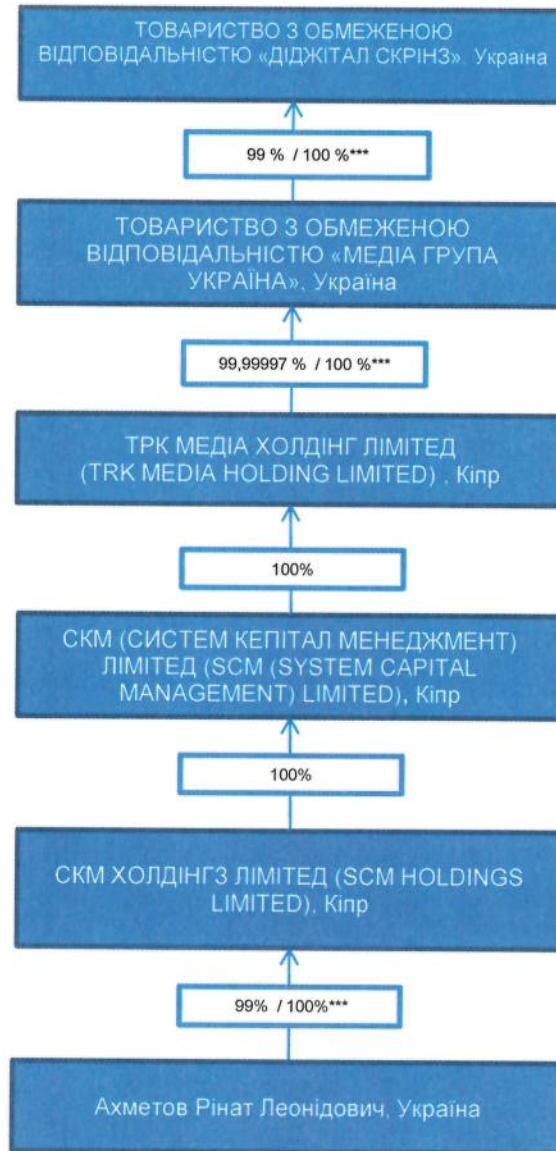 ТОВАРИСТВО З ОБМЕЖЕНОЮ
ВІДПОВІДАЛЬНІСТЮ «ДІДЖІТАЛ СКРІНЗ». Україна
99 % / 100 %***
ТОВАРИСТВО З ОБМЕЖЕНОЮ
ВІДПОВІДАЛЬНІСТЮ «МЕДІА ГРУПА
УКРАЇНА», Україна
99,99997 % / 100 %***
ТРК МЕДІА ХОЛДІНГ ЛІМІТЕД
(TRK MEDIA HOLDING LIMITED) , Кіпр
100%
СКМ (СИСТЕМ КЕПІТАЛ МЕНЕДЖМЕНТ)
ЛІМІТЕД (SCM (SYSTEM CAPITAL
MANAGEMENT) LIMITED), Кіпр
100%
СКМ ХОЛДІНГЗ ЛІМІТЕД (SCM HOLDINGS
LIMITED), Кіпр
99% / 100%***
Ахметов Рінат Леонідович, Україна